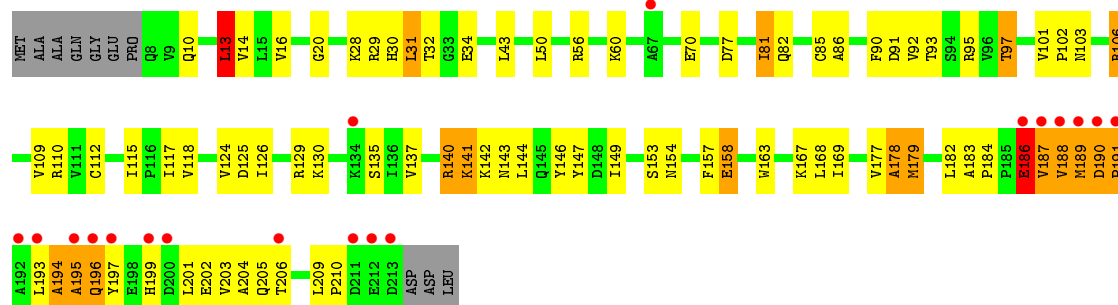 MET ALA ALA GLN GLY GLU PRO Q8 V9 Q10 L13 V14 L15 V16 G20 K28 R29 H30 L31 T32 G33 E34 L43 L50 R56 K60 A67 E70 D77 I81 Q82 C85 A86 F90 D91 V92 T93 S94 R95 V96 T97 V101 P102 N103
V109 R110 V111 C112 I115 P116 I117 V118 V124 D125 I126 R129 K130 K134 S135 I136 V137 R140 K141 K142 N143 L144 Q145 Y146 Y147 D148 I149 S153 N154 F157 E158 W163 K167 L168 I169 V177 A178 M179 L182 A183 P184 P185 E186 V187 V188 M189 D190
A192 L193 A194 A195 Q196 Y197 E198 H199 D200 L201 E202 V203 A204 Q205 T206 L209 P210 D211 E212 D213 ASP ASP LEU